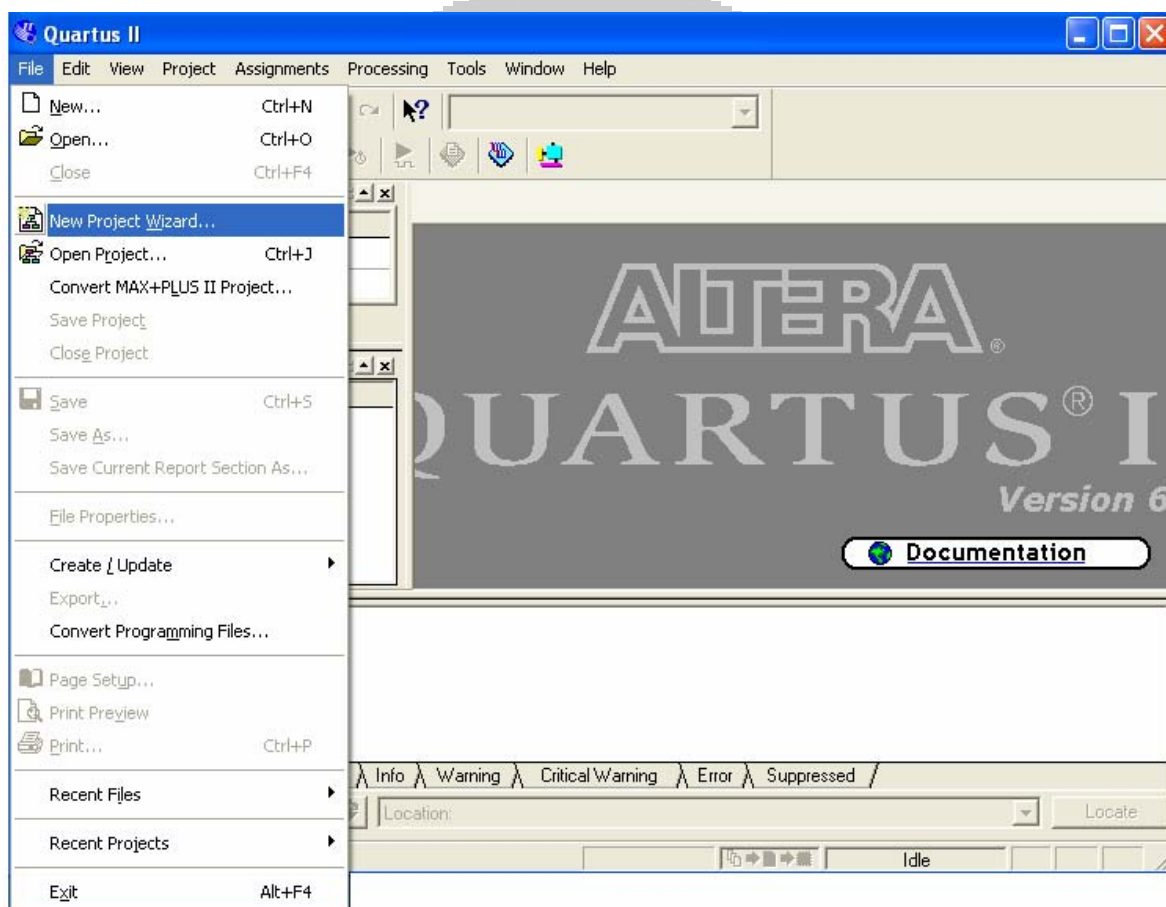 Quartus II
File Edit View Project Assignments Processing Tools Window Help
New... Ctrl+N
Open... Ctrl+O
Close Ctrl+F4
New Project Wizard...
Open Project... Ctrl+J
Convert MAX+PLUS II Project...
Save Project
Close Project
Save Ctrl+S
Save As...
Save Current Report Section As...
File Properties...
Create / Update
Export...
Convert Programming Files...
Page Setup...
Print Preview
Print... Ctrl+P
Recent Files
Recent Projects
Exit Alt+F4
ALTERA®
QUARTUS® I
Version 6
Documentation
Info Warning Critical Warning Error Suppressed
Location: Locate
Idle